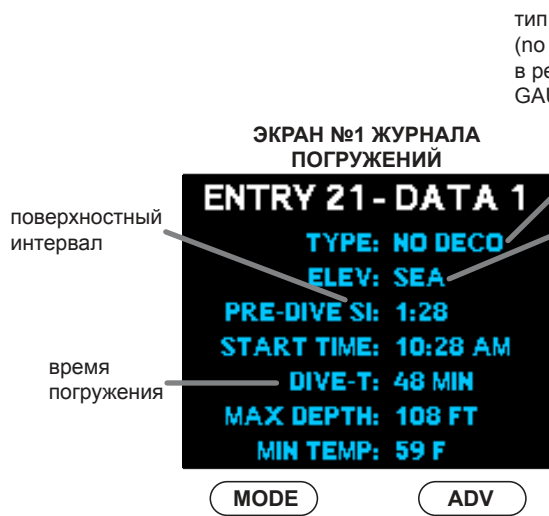 тип
(no
в
ЭКРАН №1 ЖУРНАЛА
ПОГРУЖЕНИЙ
ENTRY 21 - DATA 1
поверхностный
интервал
TYPE: NO DECO
ELEV: SEA
PRE-DIVE SI: 1:28
START TIME: 10:28 AM
время
погружения
DIVE-T: 48 MIN
MAX DEPTH: 108 FT
MIN TEMP: 59 F
MODE
ADV